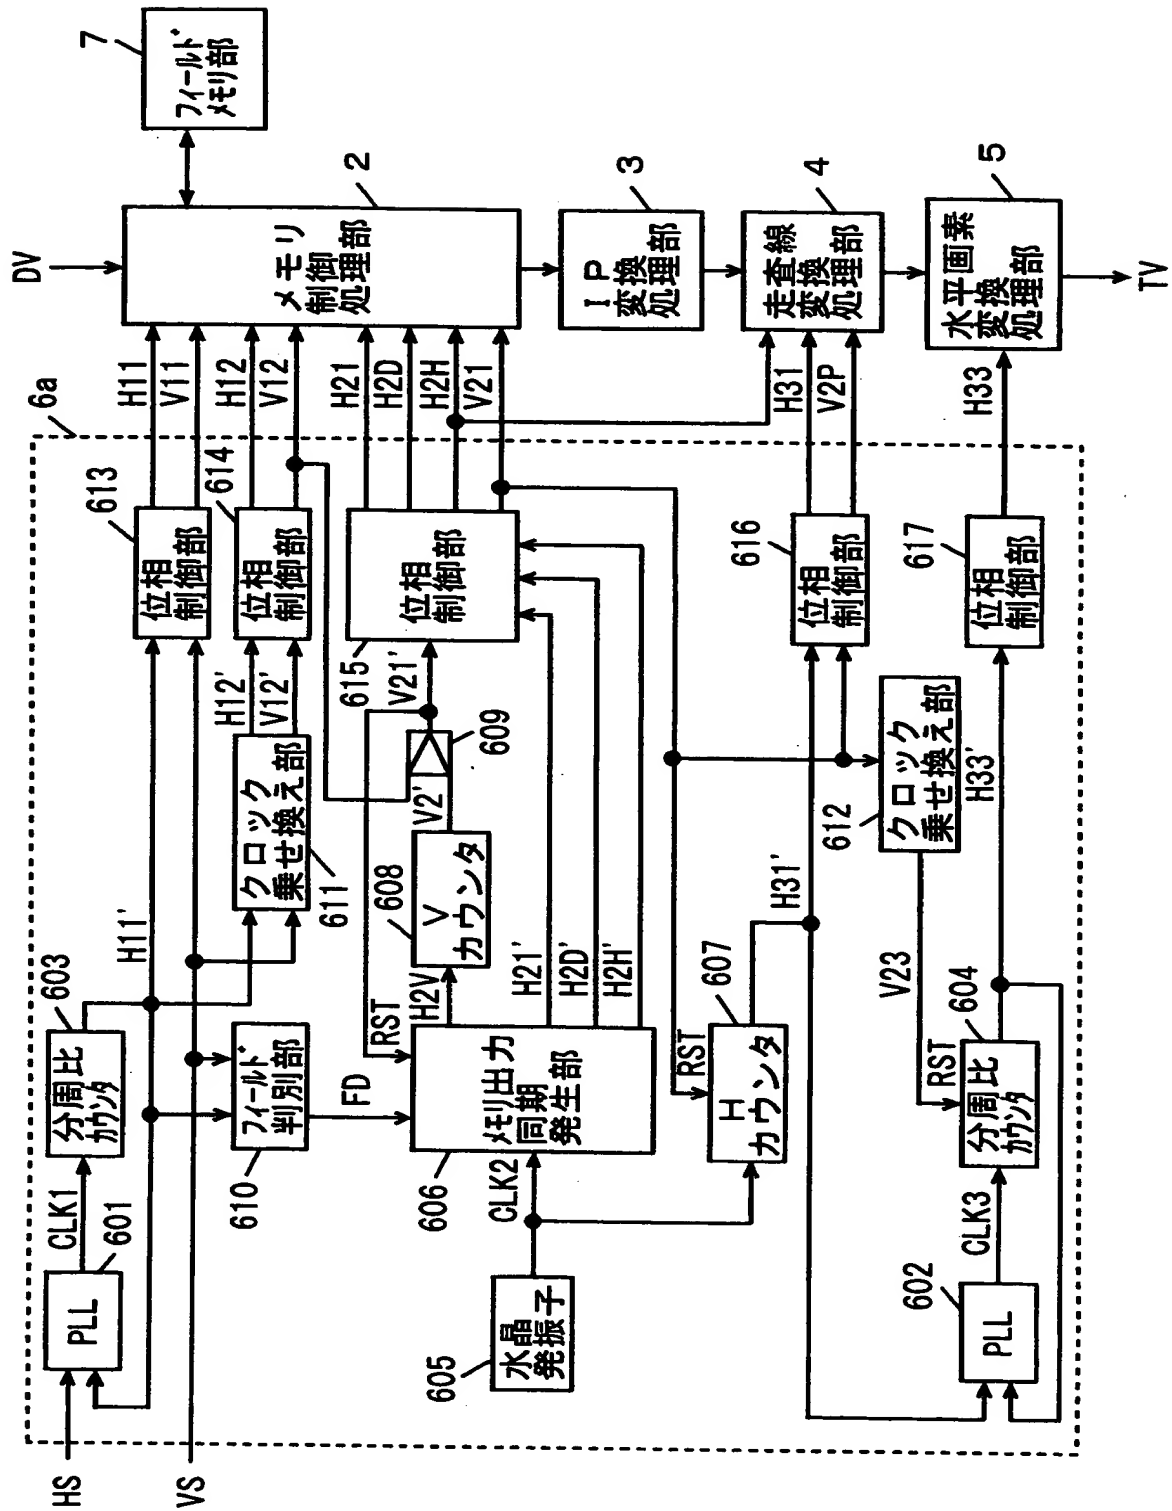 HS
VS
PLL
601
CLK1
603
分周比
カウンタ
H11'
613
位相
制御部
6a
H11
V11
DV
7
フィールド
メモリ部
610
フィールド
判別部
FD
611
クロック
乗せ換え部
H12'
V12'
614
位相
制御部
H12
V12
メモリ
制御
処理部
2
605
水晶
発振子
CLK2
606
メモリ出力
同期
発生部
RST
H2V
608
V
カウンタ
V2'
609
V21'
615
位相
制御部
H21
H2D
H2H
V21
H21'
H2D'
H2H'
IP
変換
処理部
3
RST
607
H
カウンタ
H31'
616
位相
制御部
H31
V2P
走査線
変換
処理部
4
612
クロック
乗せ換え部
V23
602
PLL
CLK3
RST
604
分周比
カウンタ
H33'
617
位相
制御部
H33
水平画素
変換
処理部
5
TV